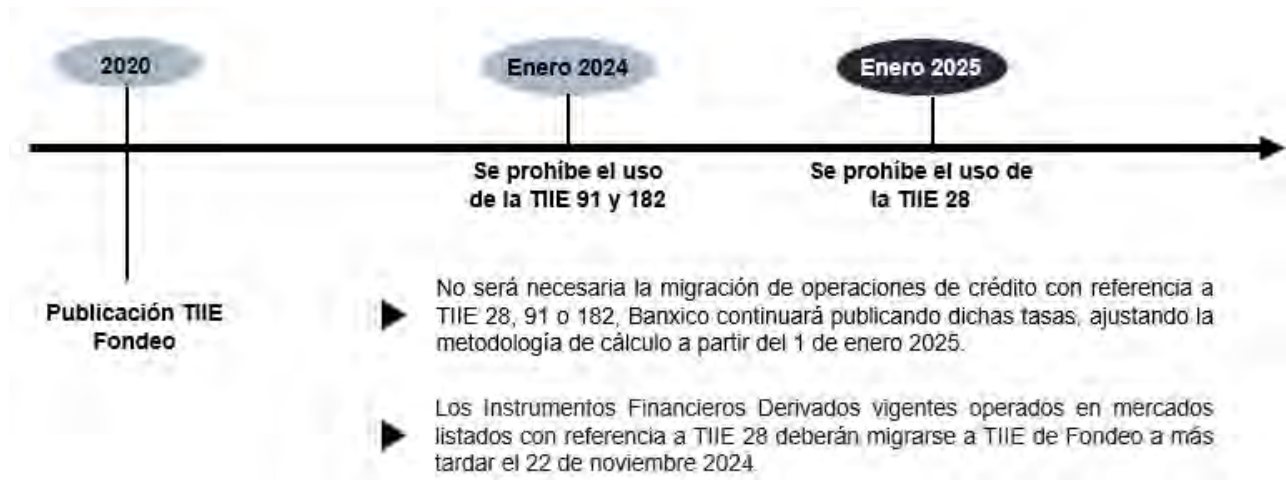 2020
Enero 2024
Enero 2025
Se prohíbe el uso
de la TIIE 91 y 182
Se prohíbe el uso de
la TIIE 28
Publicación TIIE
Fondeo
No será necesaria la migración de operaciones de crédito con referencia a
TIIE 28, 91 o 182, Banxico continuará publicando dichas tasas, ajustando la
metodología de cálculo a partir del 1 de enero 2025.
Los Instrumentos Financieros Derivados vigentes operados en mercados
listados con referencia a TIIE 28 deberán migrarse a TIIE de Fondeo a más
tardar el 22 de noviembre 2024